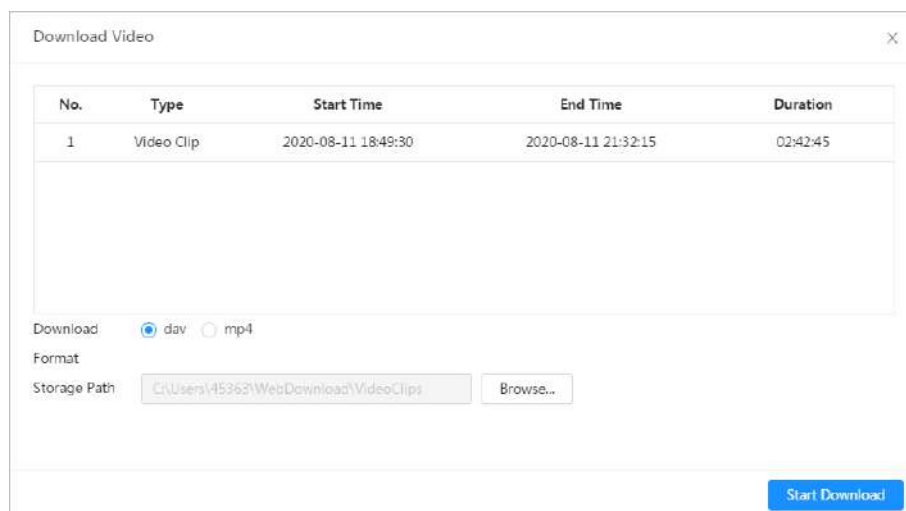 Download Video
No. Type Start Time End Time Duration
1 Video Clip 2020-08-11 18:49:30 2020-08-11 21:32:15 02:42:45
Download dav mp4
Format
Storage Path C:\Users\45363\WebDownload\VideoClips Browse...
Start Download